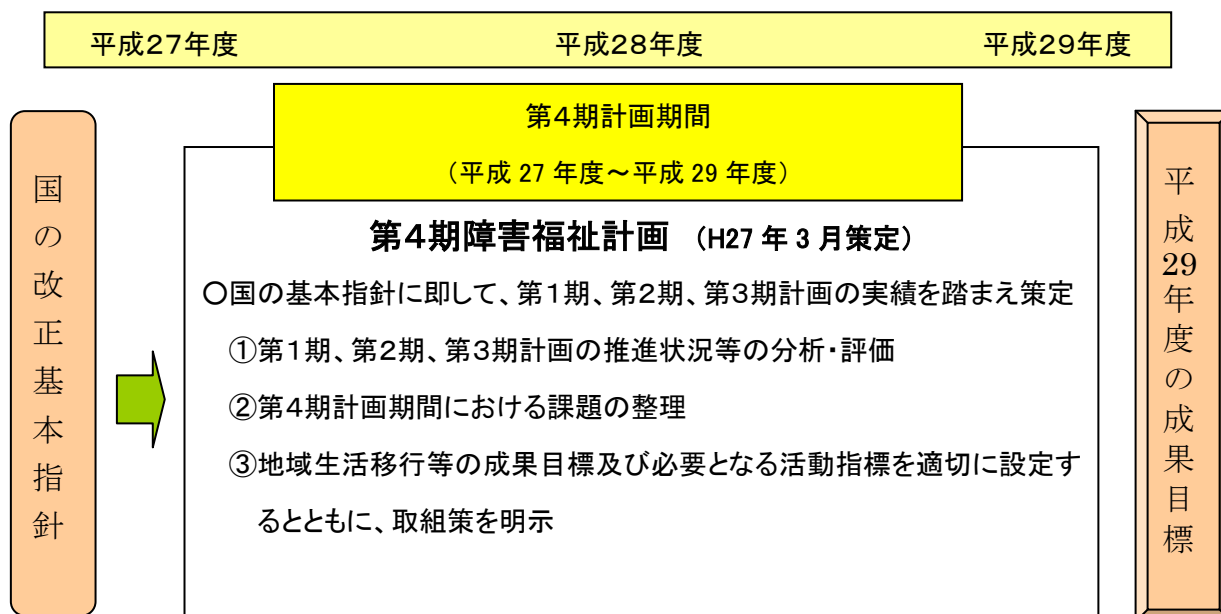 平成27年度 平成28年度 平成29年度
第4期計画期間
（平成 27 年度～平成 29 年度）
国の改正基本指針
第4期障害福祉計画 （H27 年 3 月策定）
○国の基本指針に即して、第1期、第2期、第3期計画の実績を踏まえ策定
①第1期、第2期、第3期計画の推進状況等の分析・評価
②第4期計画期間における課題の整理
③地域生活移行等の成果目標及び必要となる活動指標を適切に設定す
るとともに、取組策を明示
平成29年度の成果目標